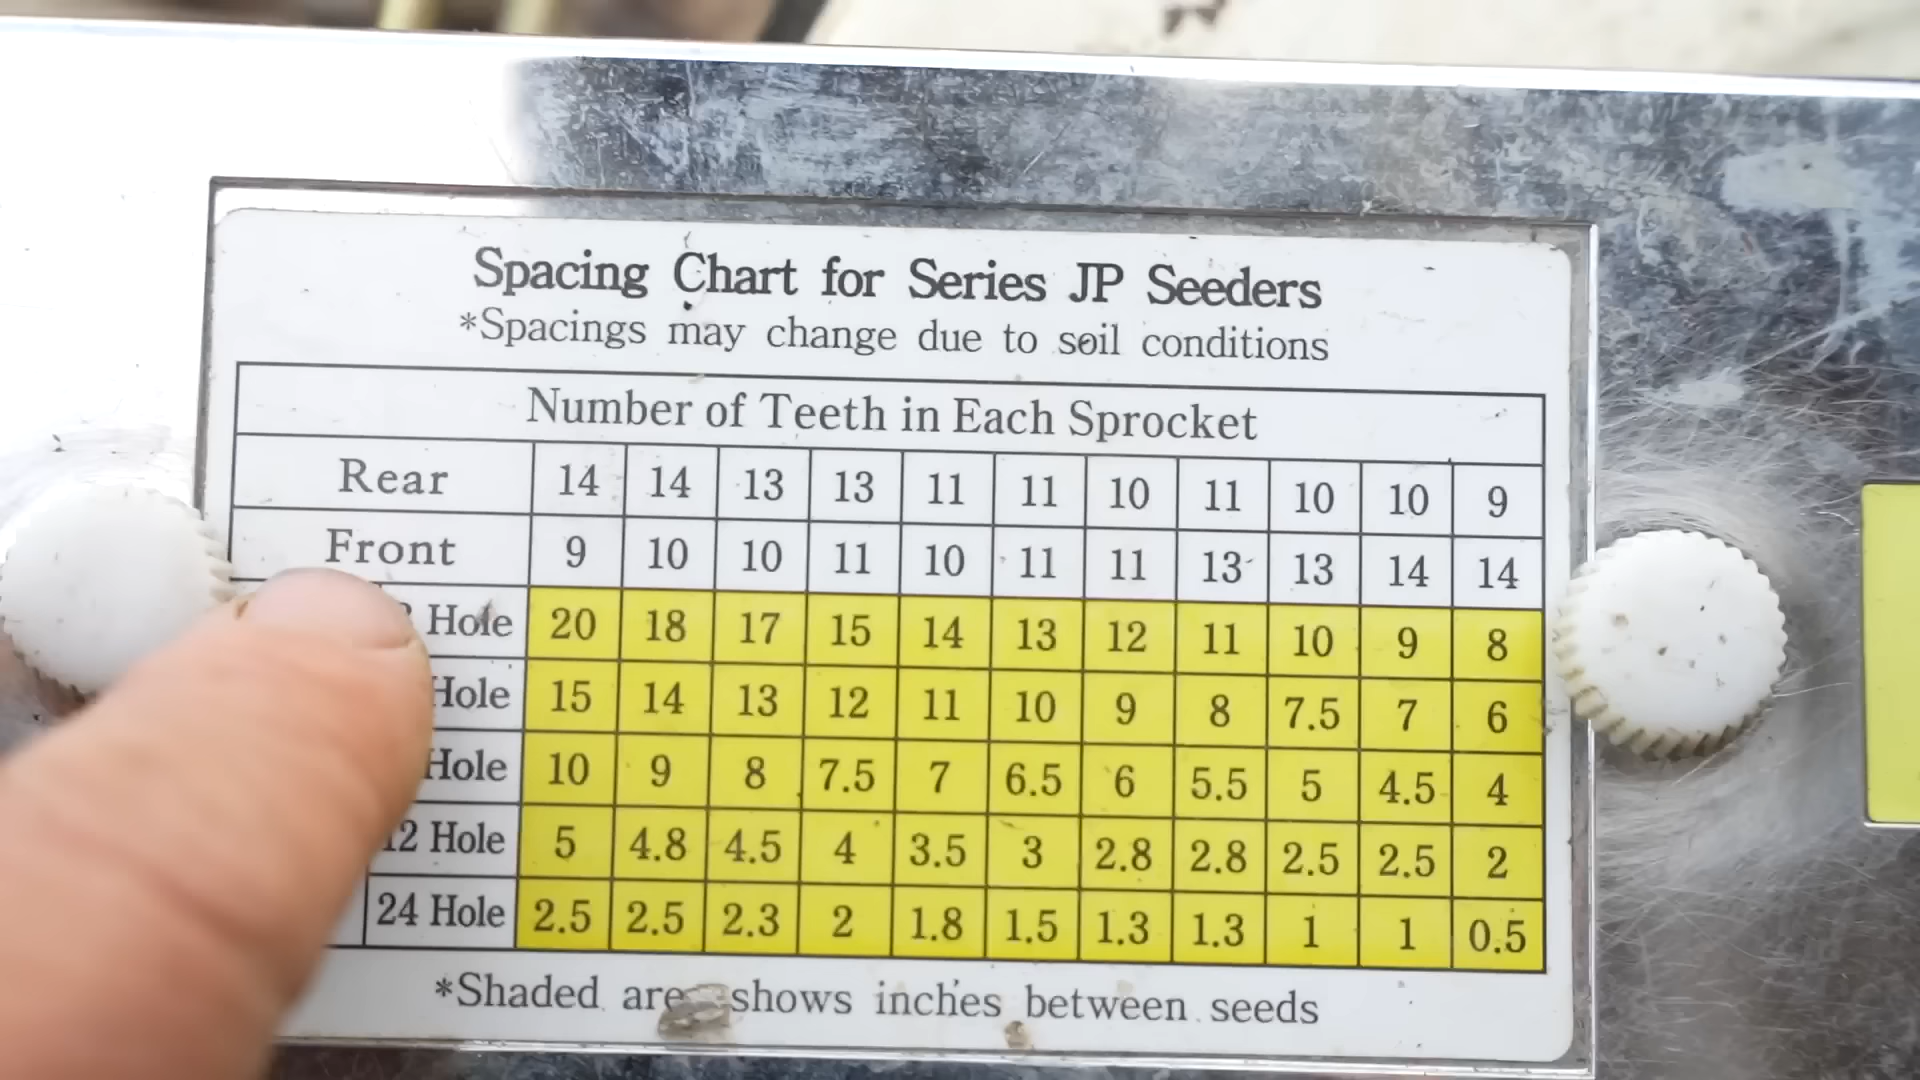 Spacing Chart for Series JP Seeders
*Spacings may change due to soil conditions
Number of Teeth in Each Sprocket
Rear 14 14 13 13 11 11 10 11 10 10 9
Front 9 10 10 11 10 11 11 13 13 14 14
Hole 20 18 17 15 14 13 12 11 10 9 8
Hole 15 14 13 12 11 10 9 8 7.5 7 6
Hole 10 9 8 7.5 7 6.5 6 5.5 5 4.5 4
12 Hole 5 4.8 4.5 4 3.5 3 2.8 2.8 2.5 2.5 2
24 Hole 2.5 2.5 2.3 2 1.8 1.5 1.3 1.3 1 1 0.5
*Shaded area shows inches between seeds